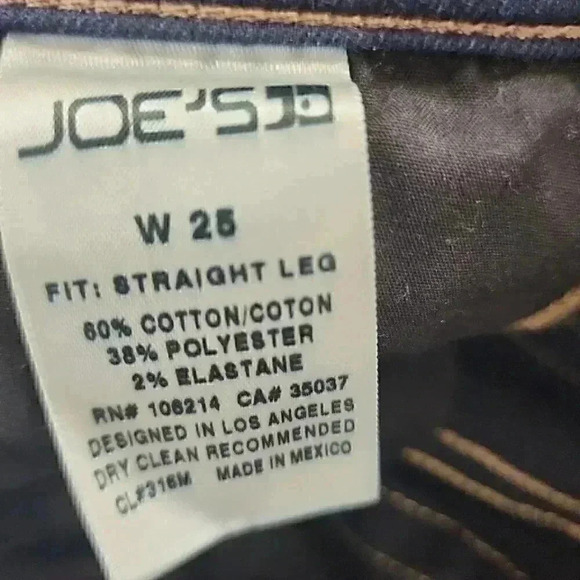 JOE'S JD
W 25
FIT: STRAIGHT LEG
60% COTTON/COTON
38% POLYESTER
2% ELASTANE
RN# 106214 CA# 35037
DESIGNED IN LOS ANGELES
DRY CLEAN RECOMMENDED
CL#316M MADE IN MEXICO